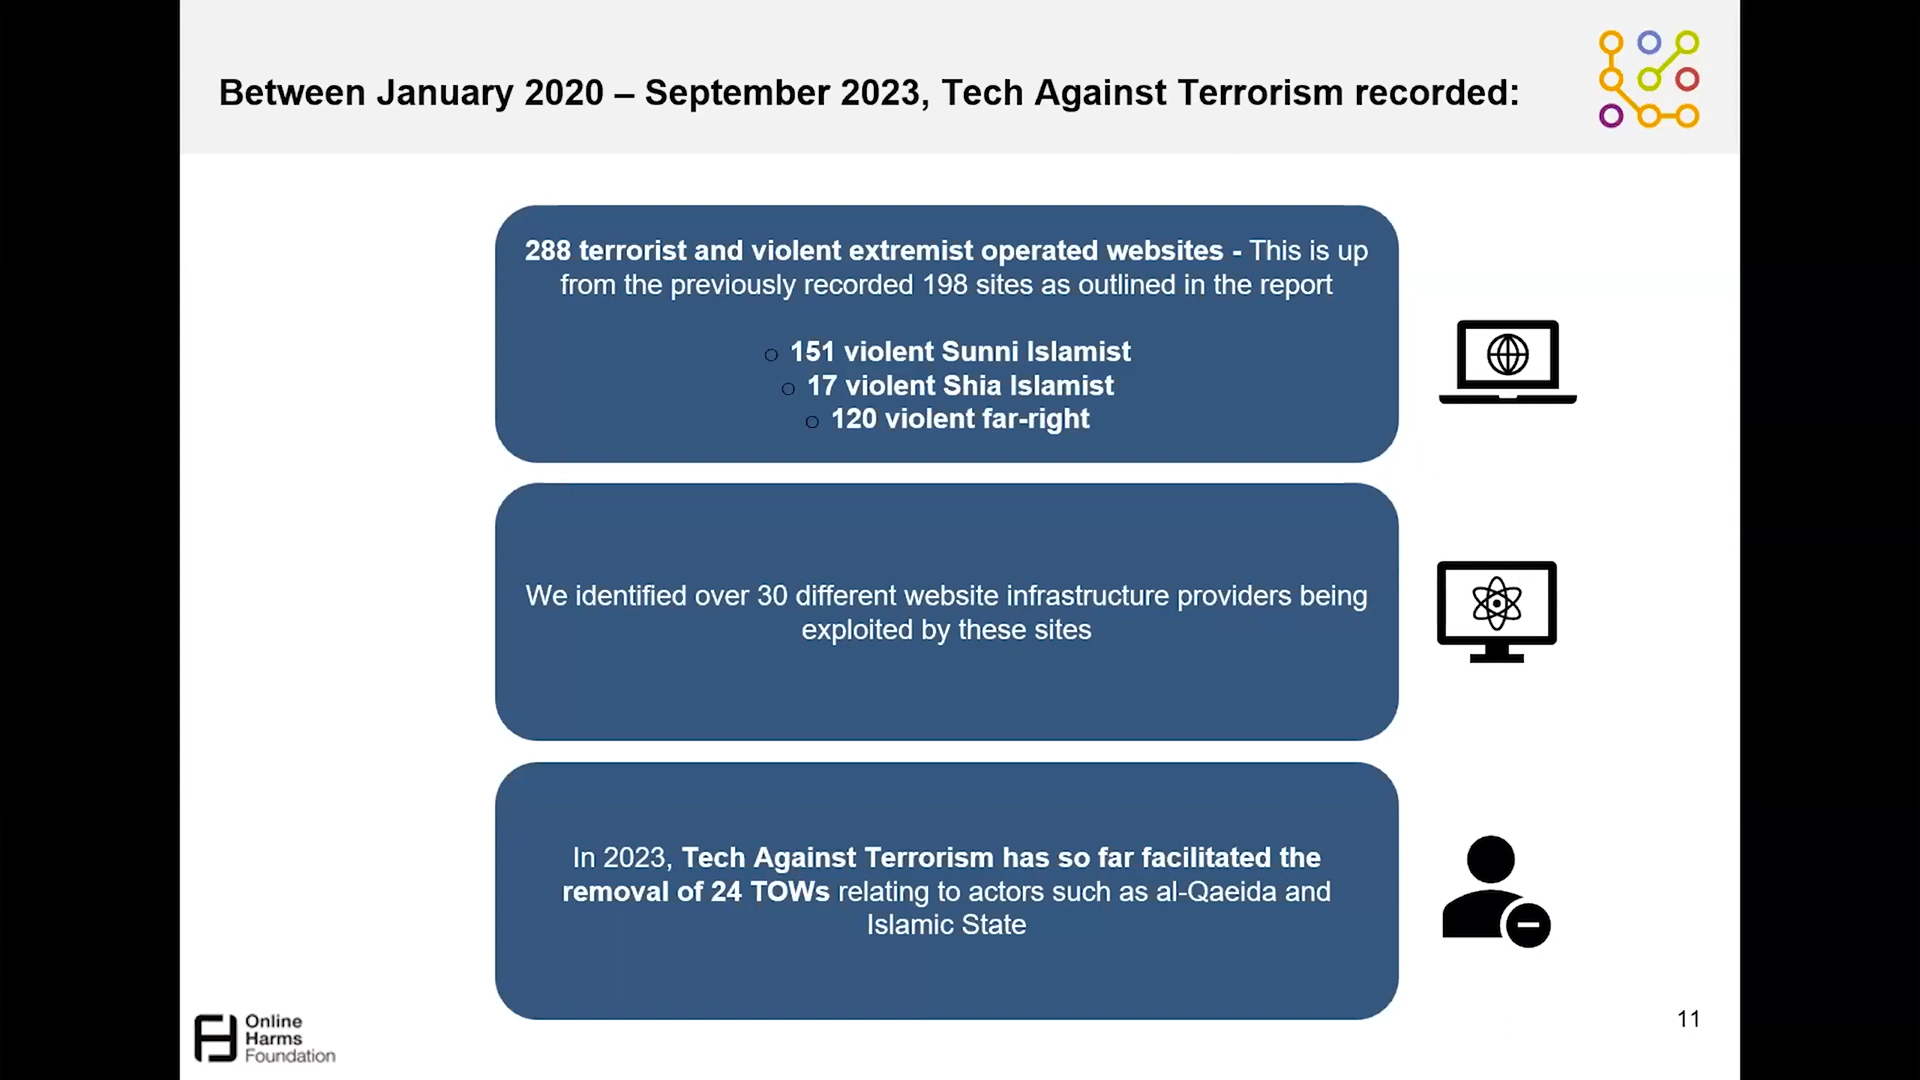 Between January 2020 – September 2023, Tech Against Terrorism recorded:
288 terrorist and violent extremist operated websites - This is up
from the previously recorded 198 sites as outlined in the report
151 violent Sunni Islamist
17 violent Shia Islamist
120 violent far-right
We identified over 30 different website infrastructure providers being
exploited by these sites
In 2023, Tech Against Terrorism has so far facilitated the
removal of 24 TOWs relating to actors such as al-Qaeida and
Islamic State
Online
Harms
Foundation
11